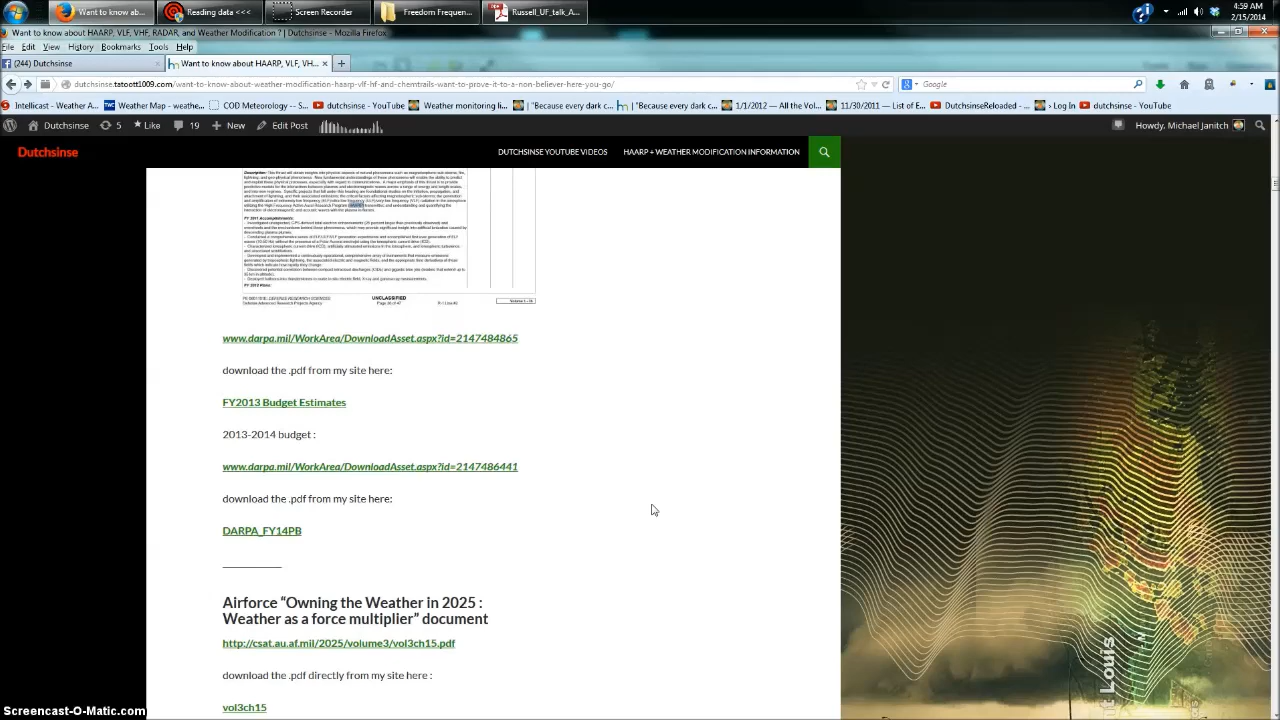 Want to know ab...
Reading data <<<
Screen Recorder
Freedom Frequen...
Russell_UF_talk_A...
4:59 AM
2/15/2014
Want to know about HAARP, VLF, VHF, RADAR, and Weather Modification ? | Dutchsinse - Mozilla Firefox
File Edit View History Bookmarks Tools Help
(244) Dutchsinse
Want to know about HAARP, VLF, VH...
dutchsinse.tatoott1009.com/want-to-know-about-weather-modification-haarp-vlf-hf-and-chemtrails-want-to-prove-it-to-a-non-believer-here-you-go/
Google
Intellicast - Weather A...
Weather Map - weathe...
COD Meteorology -- S...
dutchsinse - YouTube
Weather monitoring li...
"Because every dark c...
"Because every dark c...
1/1/2012 — All the Vol...
11/30/2011 — List of E...
DutchsinseReloaded - ...
› Log In
dutchsinse - YouTube
Dutchsinse
5
Like
19
New
Edit Post
Howdy, Michael Janitch
Dutchsinse
DUTCHSINSE YOUTUBE VIDEOS
HAARP + WEATHER MODIFICATION INFORMATION
FY 2011 Accomplishments:
FY 2012 Plans:
UNCLASSIFIED
www.darpa.mil/WorkArea/DownloadAsset.aspx?id=2147484865
download the .pdf from my site here:
FY2013 Budget Estimates
2013-2014 budget :
www.darpa.mil/WorkArea/DownloadAsset.aspx?id=2147486441
download the .pdf from my site here:
DARPA_FY14PB
Airforce “Owning the Weather in 2025 :
Weather as a force multiplier” document
http://csat.au.af.mil/2025/volume3/vol3ch15.pdf
download the .pdf directly from my site here :
vol3ch15
nt Louis
Screencast-O-Matic.com